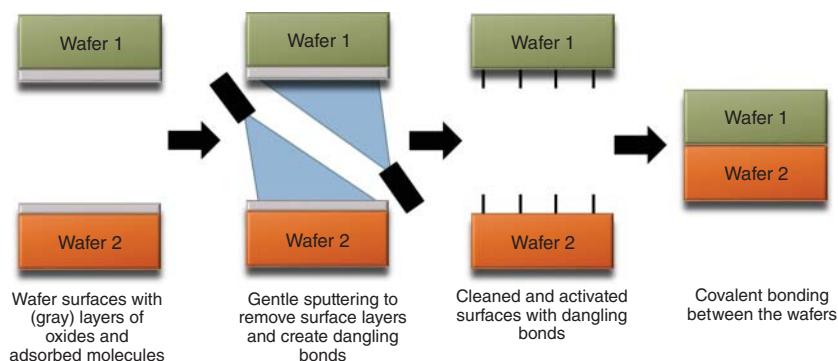 Wafer 1
Wafer 1
Wafer 1
Wafer 1
Wafer 2
Wafer 2
Wafer 2
Wafer 2
Wafer surfaces with
(gray) layers of
oxides and
adsorbed molecules
Gentle sputtering to
remove surface layers
and create dangling
bonds
Cleaned and activated
surfaces with dangling
bonds
Covalent bonding
between the wafers